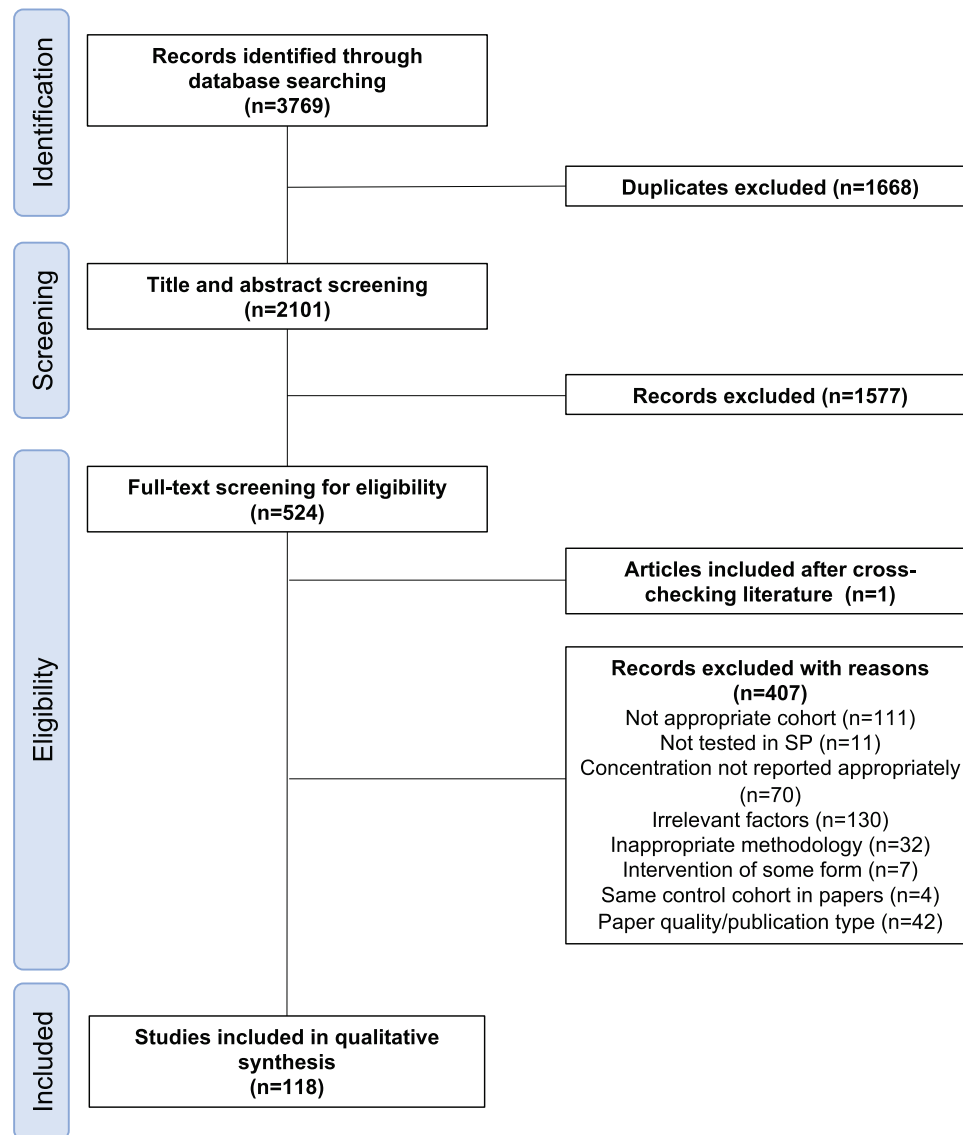 Identification
Records identified through
database searching
(n=3769)
Duplicates excluded (n=1668)
Screening
Title and abstract screening
(n=2101)
Records excluded (n=1577)
Eligibility
Full-text screening for eligibility
(n=524)
Articles included after cross-
checking literature  (n=1)
Records excluded with reasons
(n=407)
Not appropriate cohort (n=111)
Not tested in SP (n=11)
Concentration not reported appropriately
(n=70)
Irrelevant factors (n=130)
Inappropriate methodology (n=32)
Intervention of some form (n=7)
Same control cohort in papers (n=4)
Paper quality/publication type (n=42)
Included
Studies included in qualitative
synthesis
(n=118)